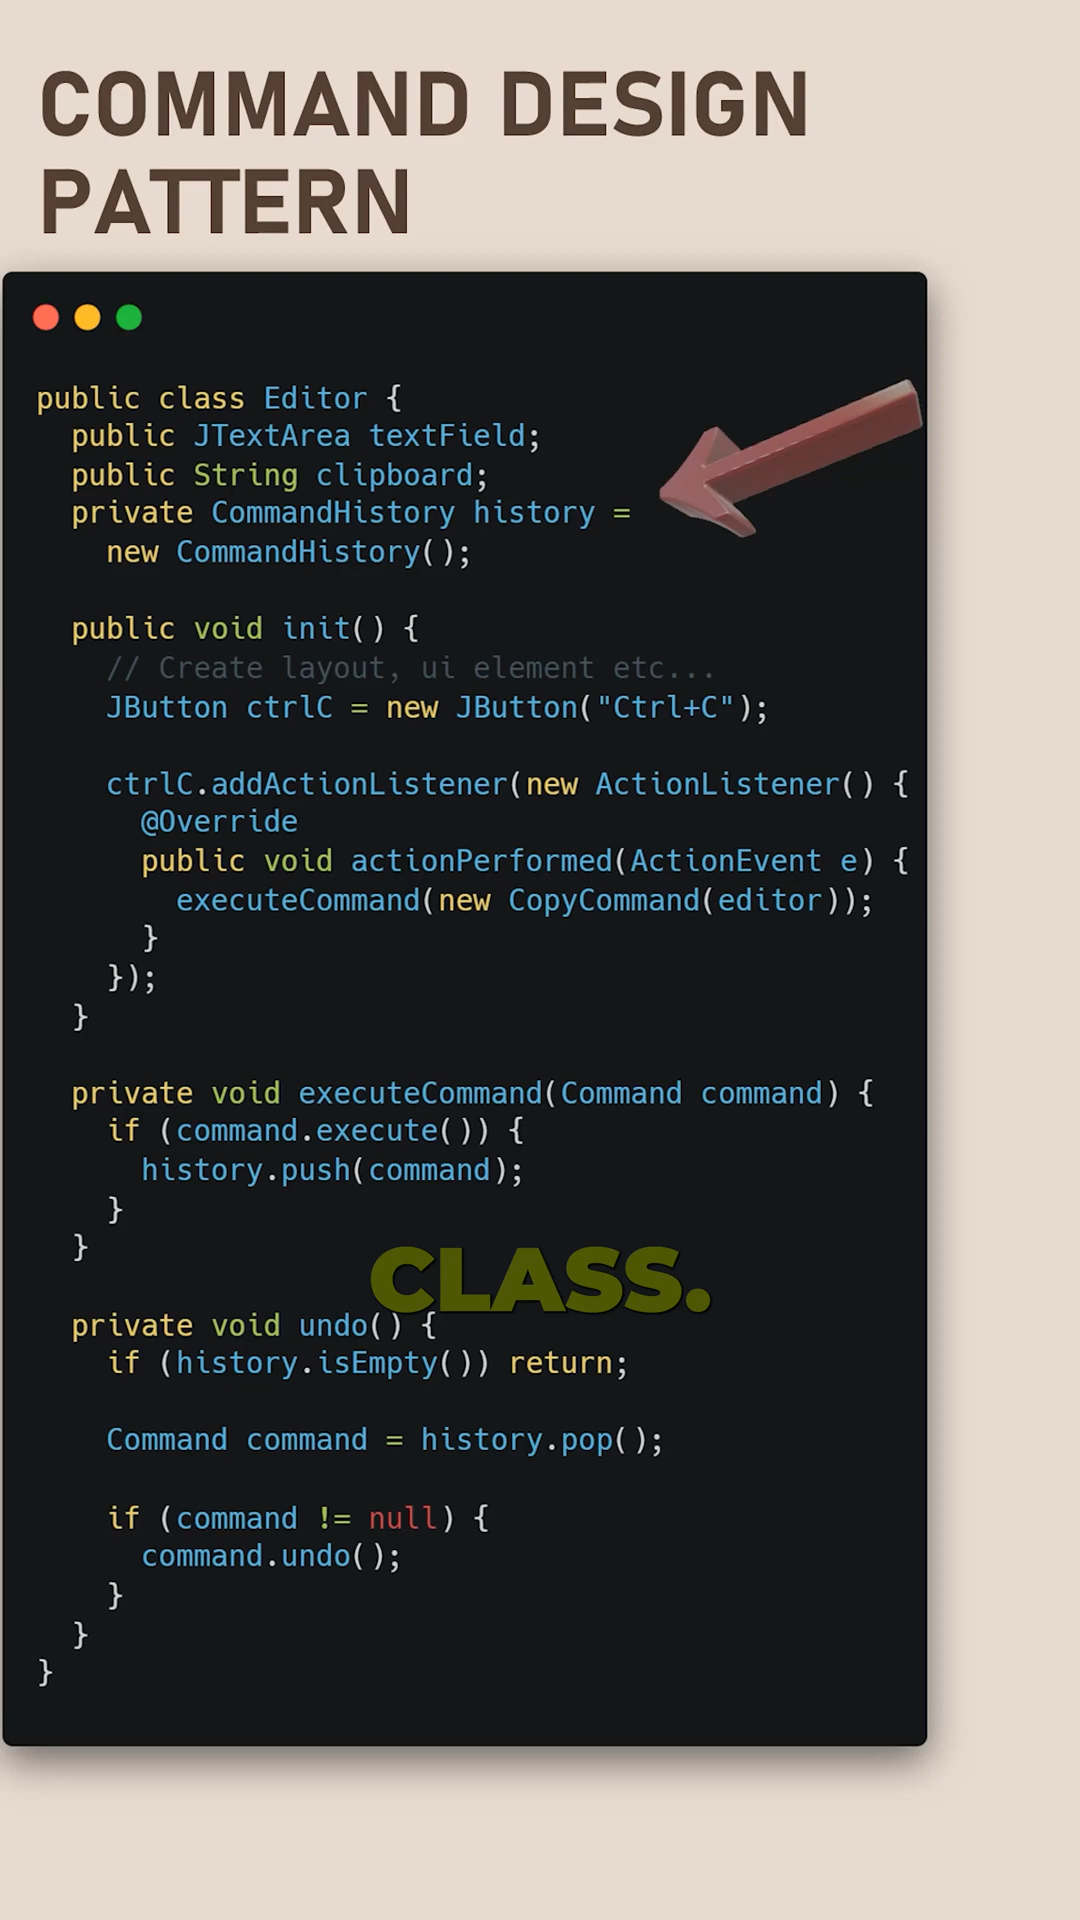 COMMAND DESIGN
PATTERN
public class Editor {
  public JTextArea textField;
  public String clipboard;
  private CommandHistory history =
    new CommandHistory();

  public void init() {
    // Create layout, ui element etc...
    JButton ctrlC = new JButton("Ctrl+C");

    ctrlC.addActionListener(new ActionListener() {
      @Override
      public void actionPerformed(ActionEvent e) {
        executeCommand(new CopyCommand(editor));
      }
    });
  }

  private void executeCommand(Command command) {
    if (command.execute()) {
      history.push(command);
    }
  }
CLASS.
  private void undo() {
    if (history.isEmpty()) return;

    Command command = history.pop();

    if (command != null) {
      command.undo();
    }
  }
}